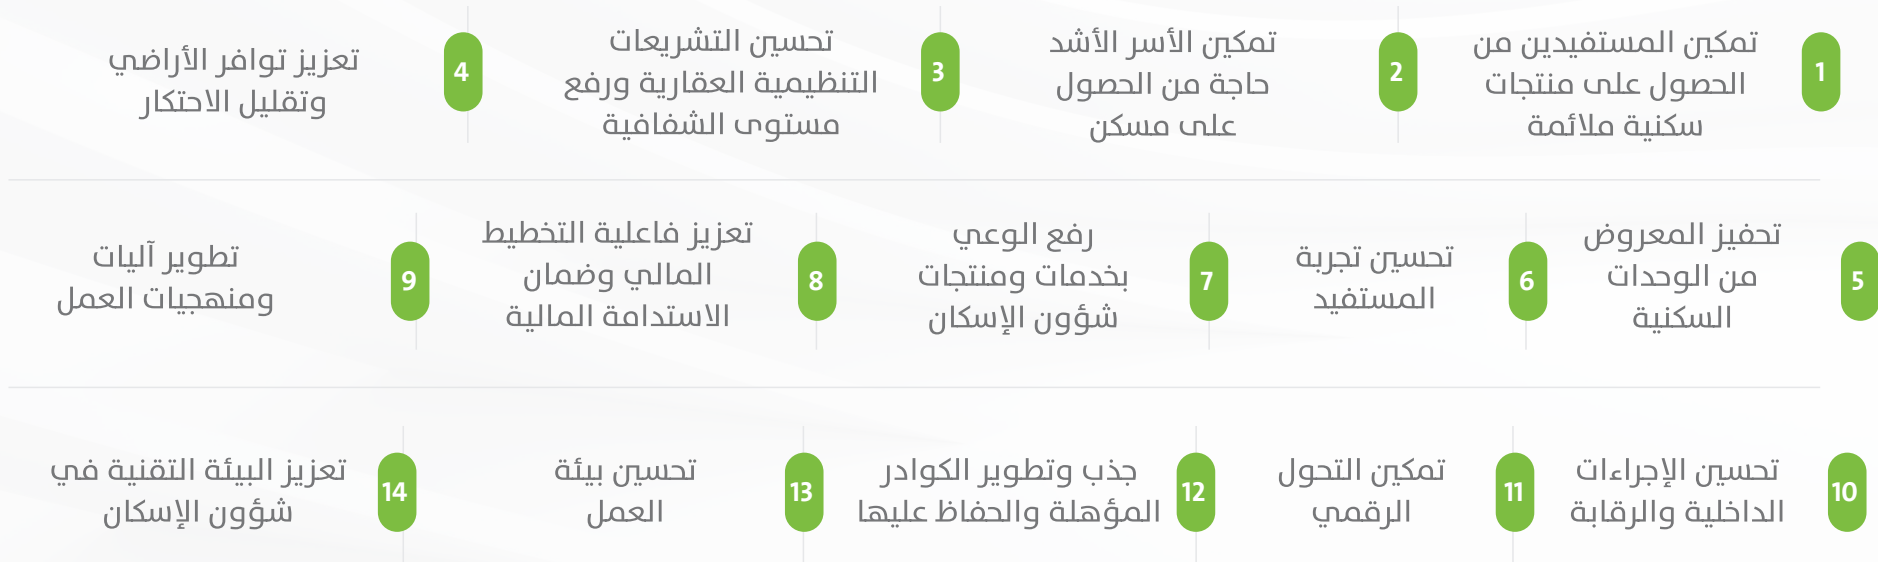 1
تمكين المستفيدين من
الحصول على منتجات
سكنية ملائمة
2
تمكين الأسر الأشد
حاجة من الحصول
على مسكن
3
تحسين التشريعات
التنظيمية العقارية ورفع
مستوى الشفافية
4
تعزيز توافر الأراضي
وتقليل الاحتكار
5
تحفيز المعروض
من الوحدات
السكنية
6
تحسين تجربة
المستفيد
7
رفع الوعي
بخدمات ومنتجات
شؤون الإسكان
8
تعزيز فاعلية التخطيط
المالي وضمان
الاستدامة المالية
9
تطوير آليات
ومنهجيات العمل
10
تحسين الإجراءات
الداخلية والرقابة
11
تمكين التحول
الرقمي
12
جذب وتطوير الكوادر
المؤهلة والحفاظ عليها
13
تحسين بيئة
العمل
14
تعزيز البيئة التقنية في
شؤون الإسكان